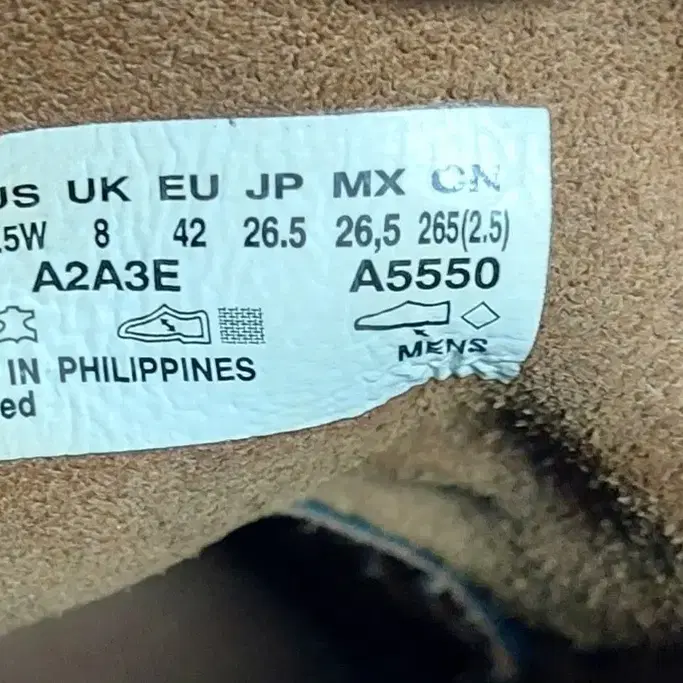 US UK EU JP MX CN
.5W 8 42 26.5 26,5 265(2.5)
A2A3E A5550
MENS
IN PHILIPPINES
ed